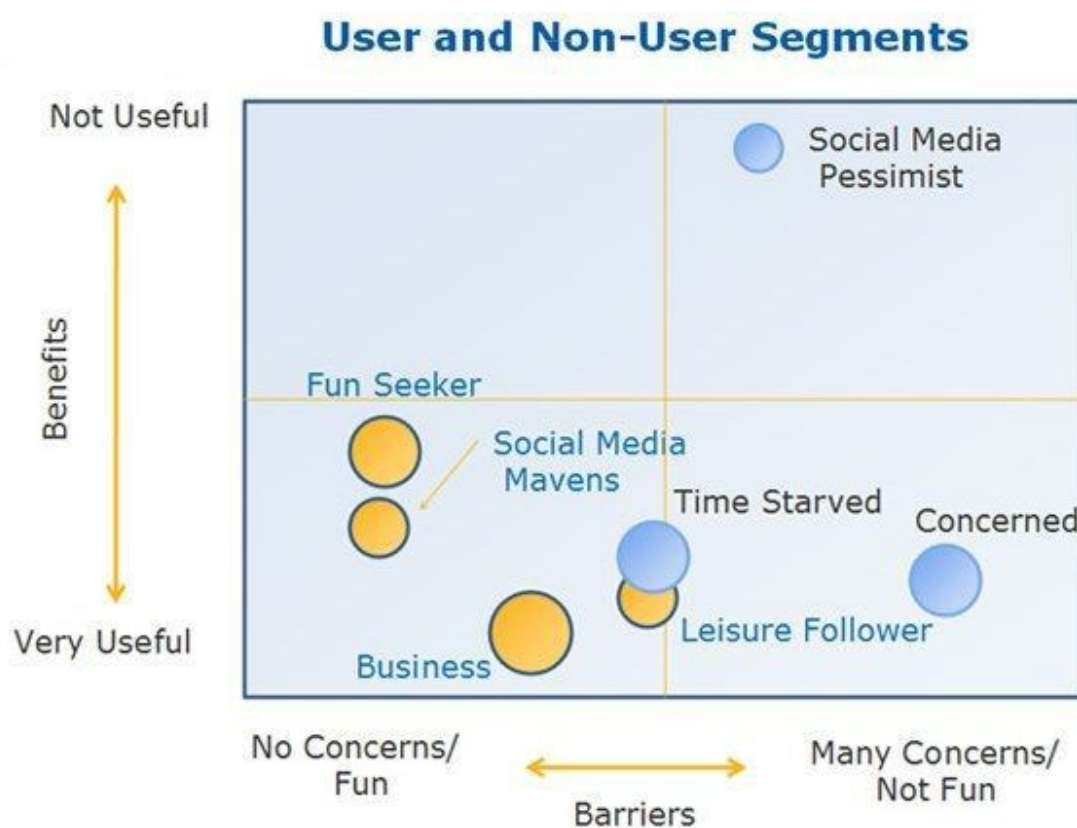 User and Non-User Segments
Not Useful
Social Media
Pessimist
Benefits
Fun Seeker
Social Media
Mavens
Time Starved
Concerned
Very Useful
Leisure Follower
Business
No Concerns/
Fun
Many Concerns/
Not Fun
Barriers